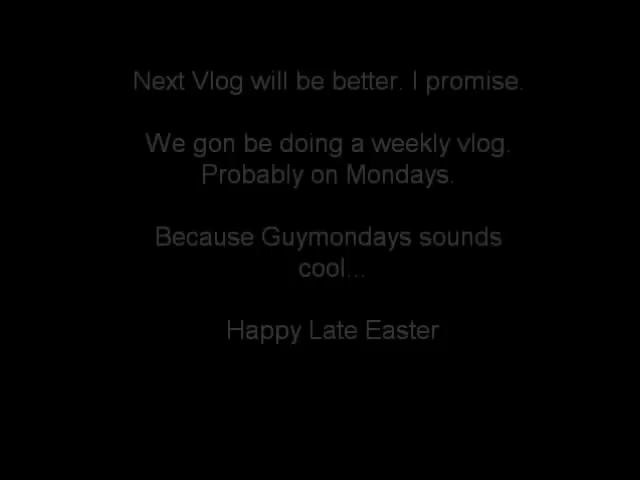 Next Vlog will be better. I promise.
We gon be doing a weekly vlog.
Probably on Mondays.
Because Guymondays sounds
cool...
Happy Late Easter